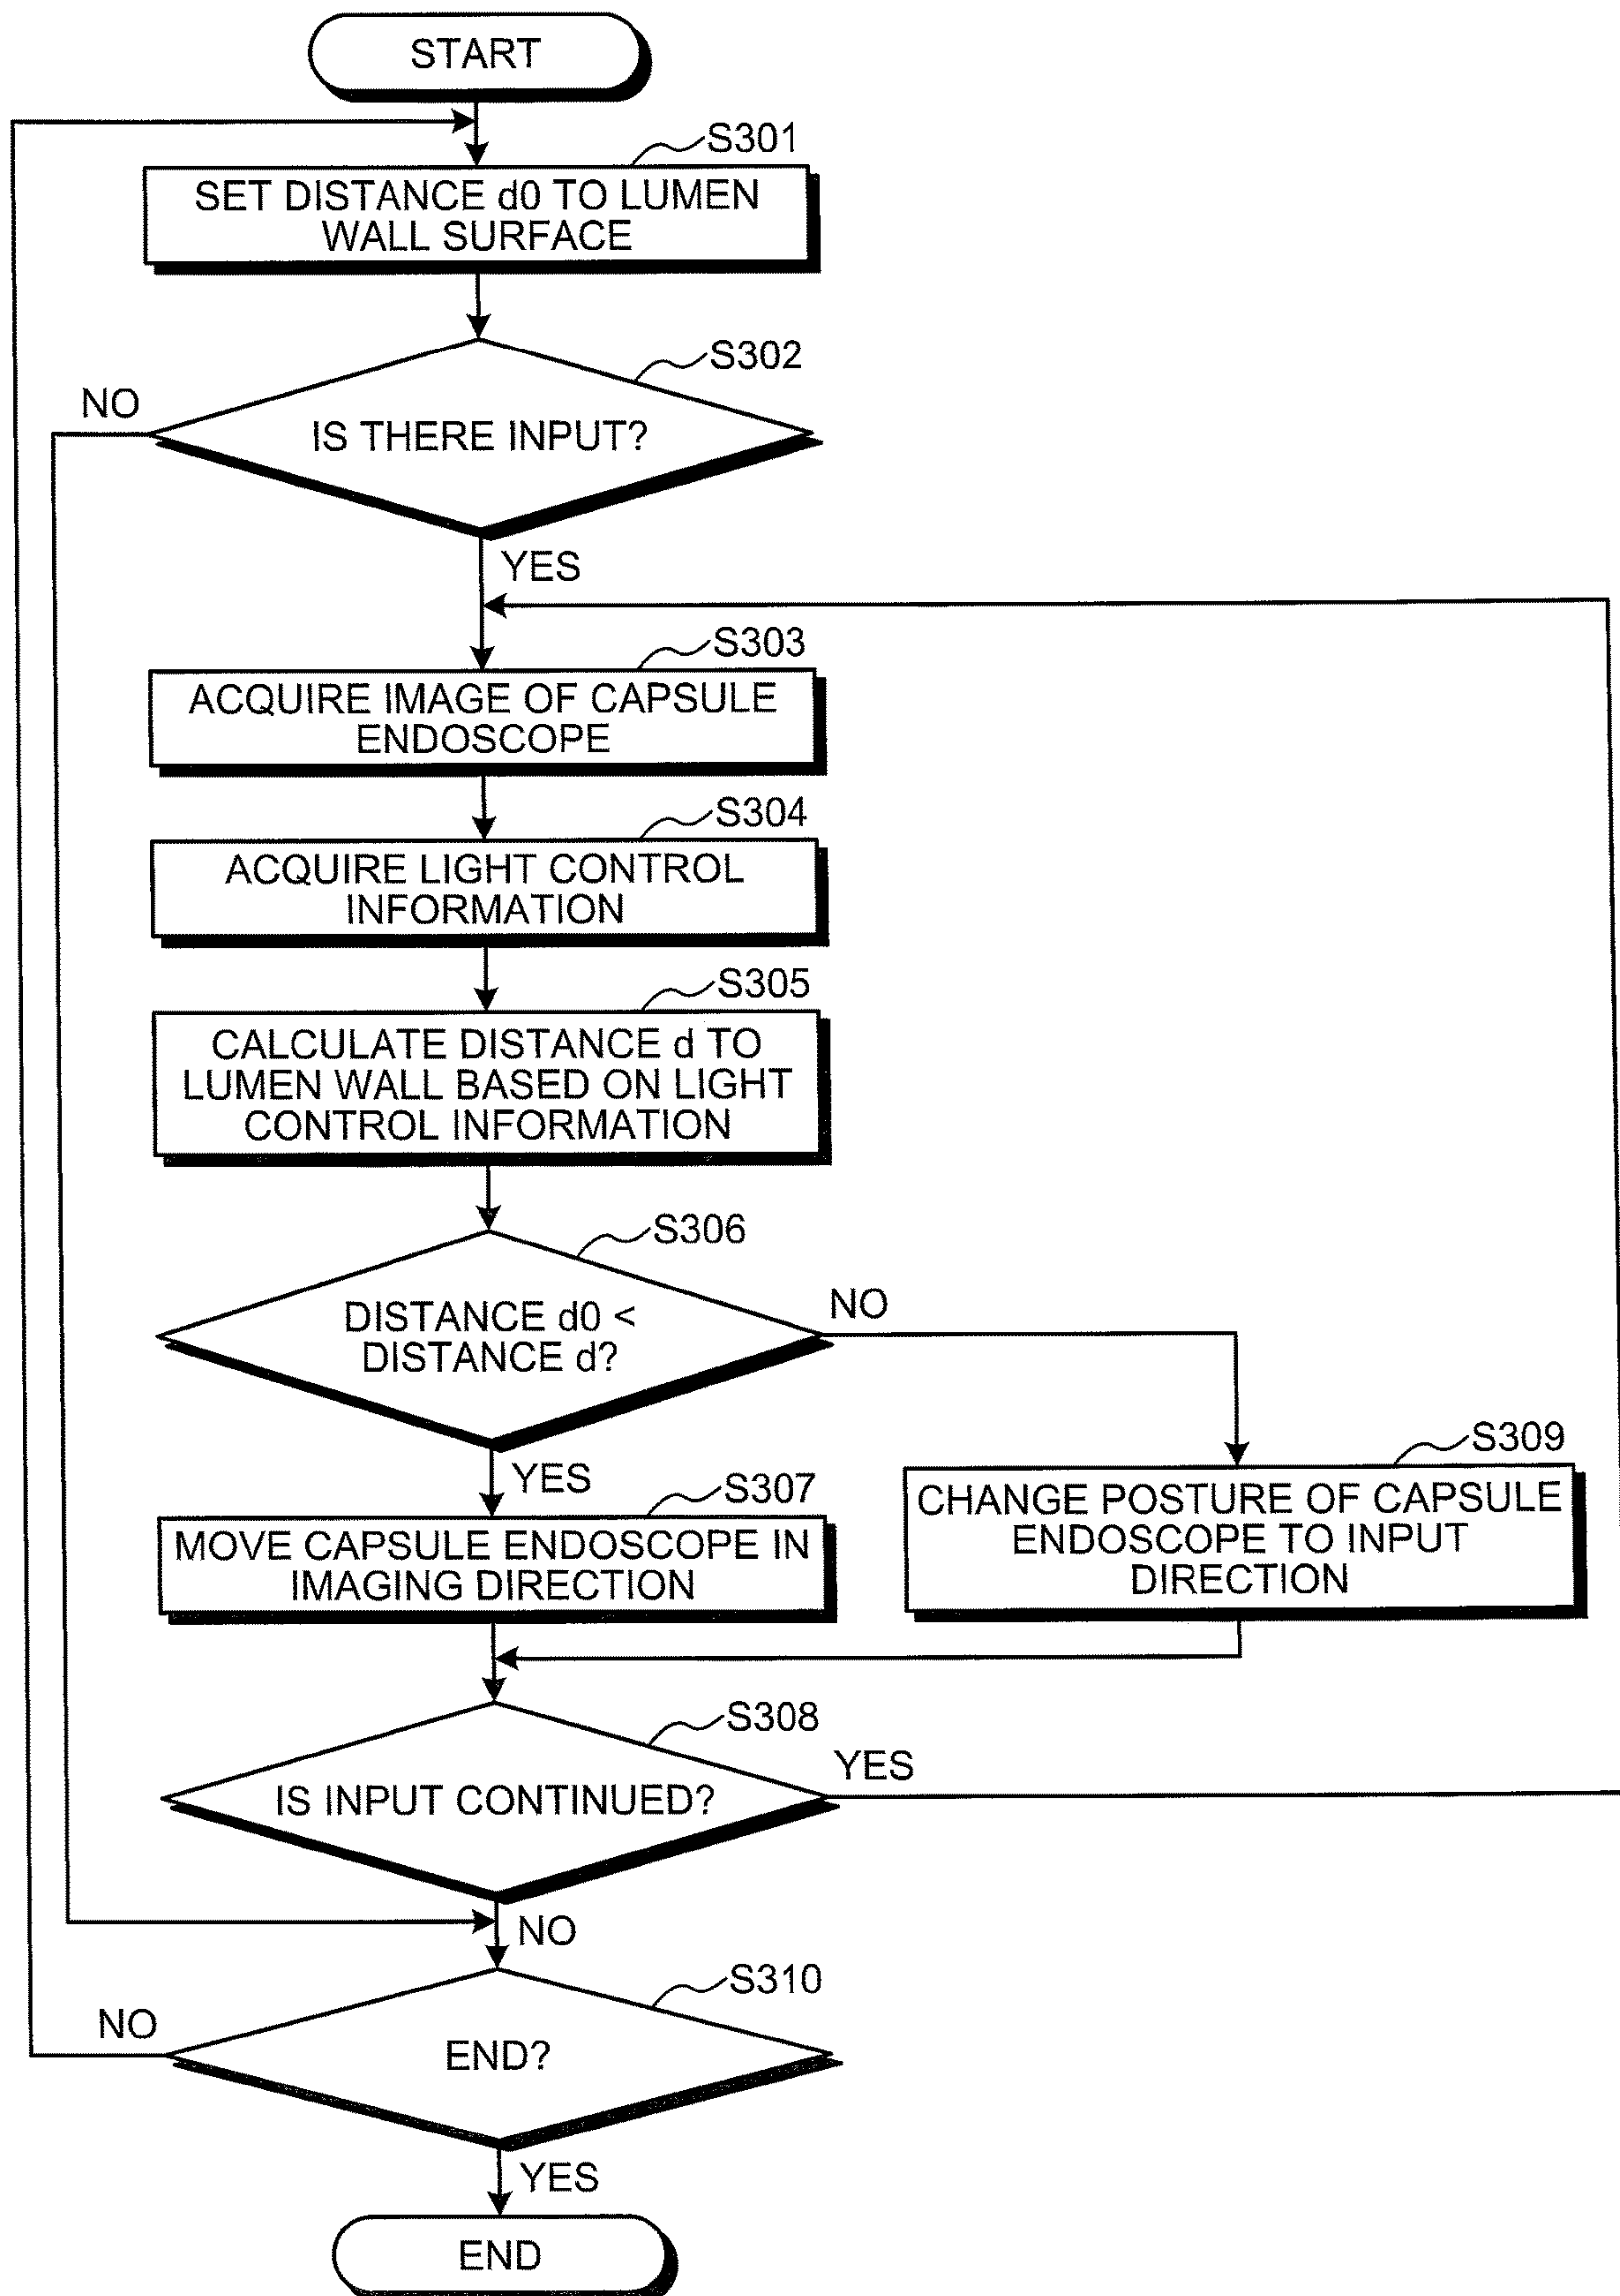 START
S301
SET DISTANCE d0 TO LUMEN
WALL SURFACE
S302
NO
IS THERE INPUT?
YES
S303
ACQUIRE IMAGE OF CAPSULE
ENDOSCOPE
S304
ACQUIRE LIGHT CONTROL
INFORMATION
S305
CALCULATE DISTANCE d TO
LUMEN WALL BASED ON LIGHT
CONTROL INFORMATION
S306
DISTANCE d0 <
DISTANCE d?
NO
YES
S307
MOVE CAPSULE ENDOSCOPE IN
IMAGING DIRECTION
S309
CHANGE POSTURE OF CAPSULE
ENDOSCOPE TO INPUT
DIRECTION
S308
IS INPUT CONTINUED?
YES
NO
S310
NO
END?
YES
END